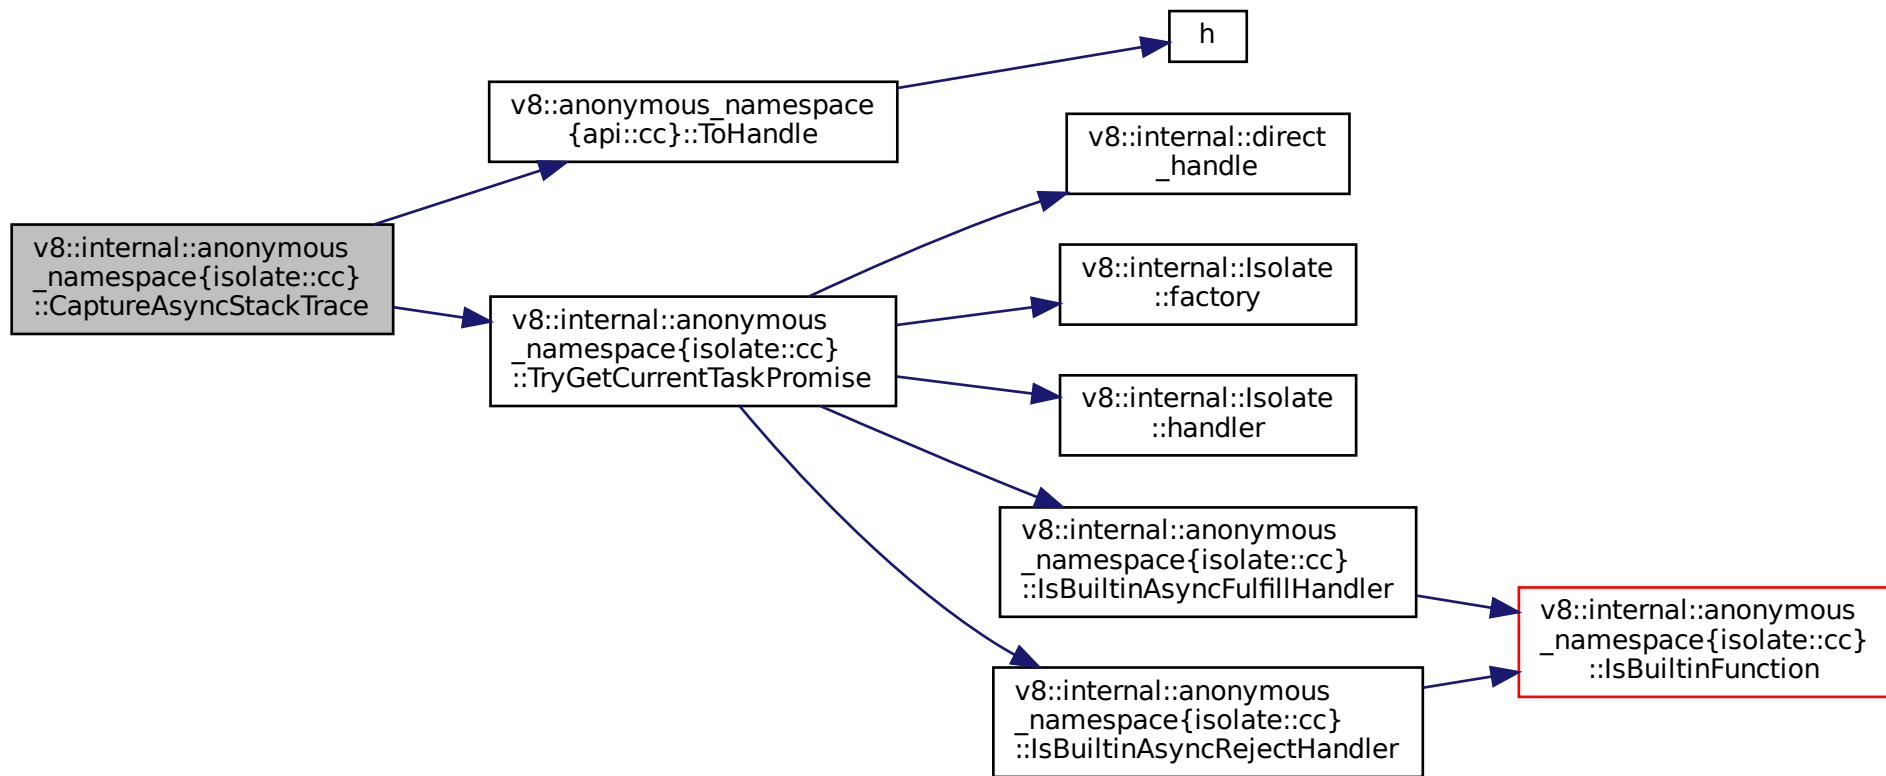 h
v8::anonymous_namespace
{api::cc}::ToHandle
v8::internal::direct
_handle
v8::internal::anonymous
_namespace{isolate::cc}
::CaptureAsyncStackTrace
v8::internal::Isolate
::factory
v8::internal::anonymous
_namespace{isolate::cc}
::TryGetCurrentTaskPromise
v8::internal::Isolate
::handler
v8::internal::anonymous
_namespace{isolate::cc}
::IsBuiltinAsyncFulfillHandler
v8::internal::anonymous
_namespace{isolate::cc}
::IsBuiltinFunction
v8::internal::anonymous
_namespace{isolate::cc}
::IsBuiltinAsyncRejectHandler